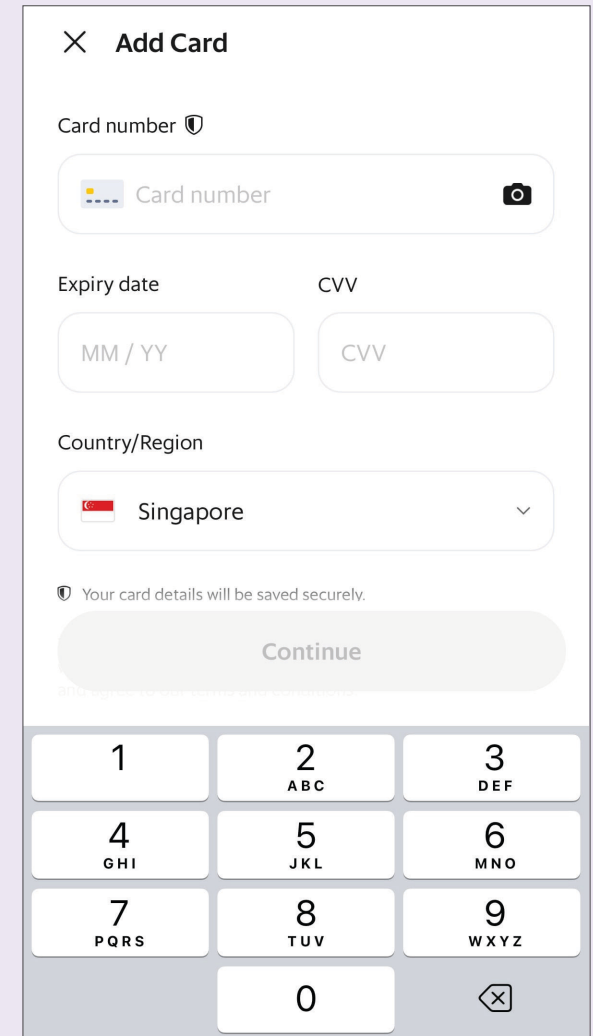 Add Card
Card number
Card number
Expiry date CVV
MM / YY CVV
Country/Region
Singapore
Your card details will be saved securely.
Continue
1 2 3
ABC DEF
4 5 6
GHI JKL MNO
7 8 9
PQRS TUV WXYZ
0